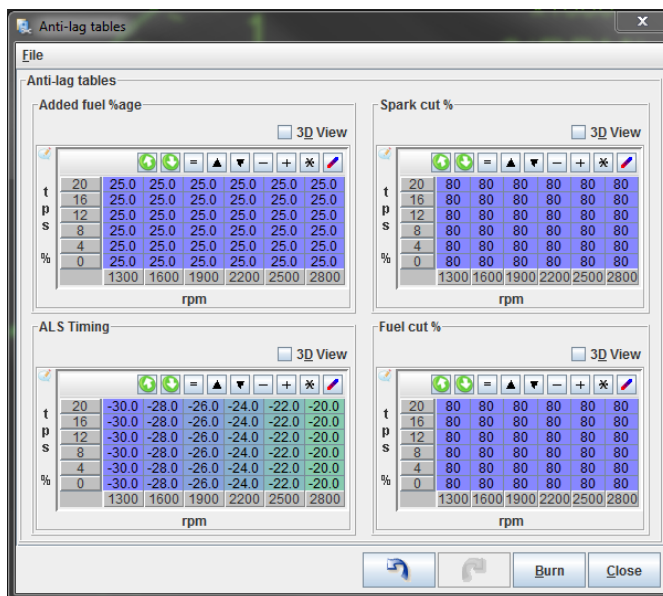 Anti-lag tables
File
Anti-lag tables
Added fuel %age
3D View
tps %
20 25.0 25.0 25.0 25.0 25.0 25.0
16 25.0 25.0 25.0 25.0 25.0 25.0
12 25.0 25.0 25.0 25.0 25.0 25.0
8 25.0 25.0 25.0 25.0 25.0 25.0
4 25.0 25.0 25.0 25.0 25.0 25.0
0 25.0 25.0 25.0 25.0 25.0 25.0
1300 1600 1900 2200 2500 2800
rpm
Spark cut %
3D View
tps %
20 80 80 80 80 80 80
16 80 80 80 80 80 80
12 80 80 80 80 80 80
8 80 80 80 80 80 80
4 80 80 80 80 80 80
0 80 80 80 80 80 80
1300 1600 1900 2200 2500 2800
rpm
ALS Timing
3D View
tps %
20 -30.0 -28.0 -26.0 -24.0 -22.0 -20.0
16 -30.0 -28.0 -26.0 -24.0 -22.0 -20.0
12 -30.0 -28.0 -26.0 -24.0 -22.0 -20.0
8 -30.0 -28.0 -26.0 -24.0 -22.0 -20.0
4 -30.0 -28.0 -26.0 -24.0 -22.0 -20.0
0 -30.0 -28.0 -26.0 -24.0 -22.0 -20.0
1300 1600 1900 2200 2500 2800
rpm
Fuel cut %
3D View
tps %
20 80 80 80 80 80 80
16 80 80 80 80 80 80
12 80 80 80 80 80 80
8 80 80 80 80 80 80
4 80 80 80 80 80 80
0 80 80 80 80 80 80
1300 1600 1900 2200 2500 2800
rpm
Burn
Close